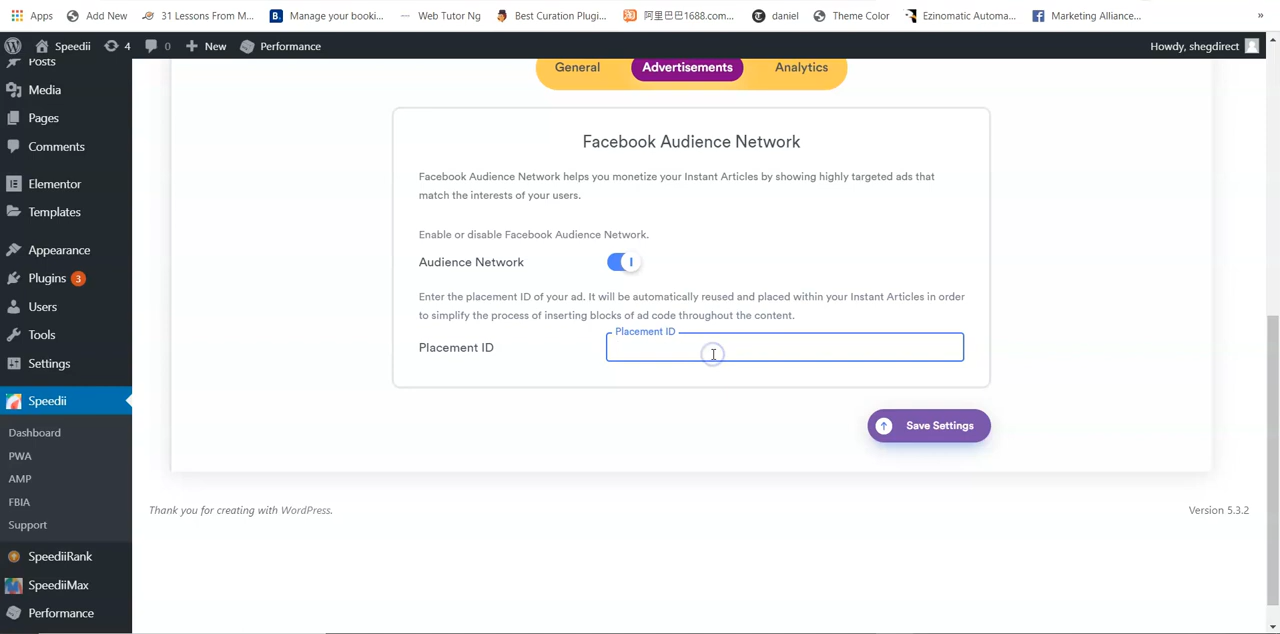 Apps Add New 31 Lessons From M... Manage your booki... Web Tutor Ng Best Curation Plugi... 阿里巴巴1688.com... daniel Theme Color Ezinomatic Automa... Marketing Alliance... »
Speedii 4 0 New Performance Howdy, shegdirect
Posts
Media
Pages
Comments
Elementor
Templates
Appearance
Plugins 3
Users
Tools
Settings
Speedii
Dashboard
PWA
AMP
FBIA
Support
SpeediiRank
SpeediiMax
Performance
General Advertisements Analytics
Facebook Audience Network
Facebook Audience Network helps you monetize your Instant Articles by showing highly targeted ads that
match the interests of your users.
Enable or disable Facebook Audience Network.
Audience Network
Enter the placement ID of your ad. It will be automatically reused and placed within your Instant Articles in order
to simplify the process of inserting blocks of ad code throughout the content.
Placement ID
Placement ID
Save Settings
Thank you for creating with WordPress. Version 5.3.2